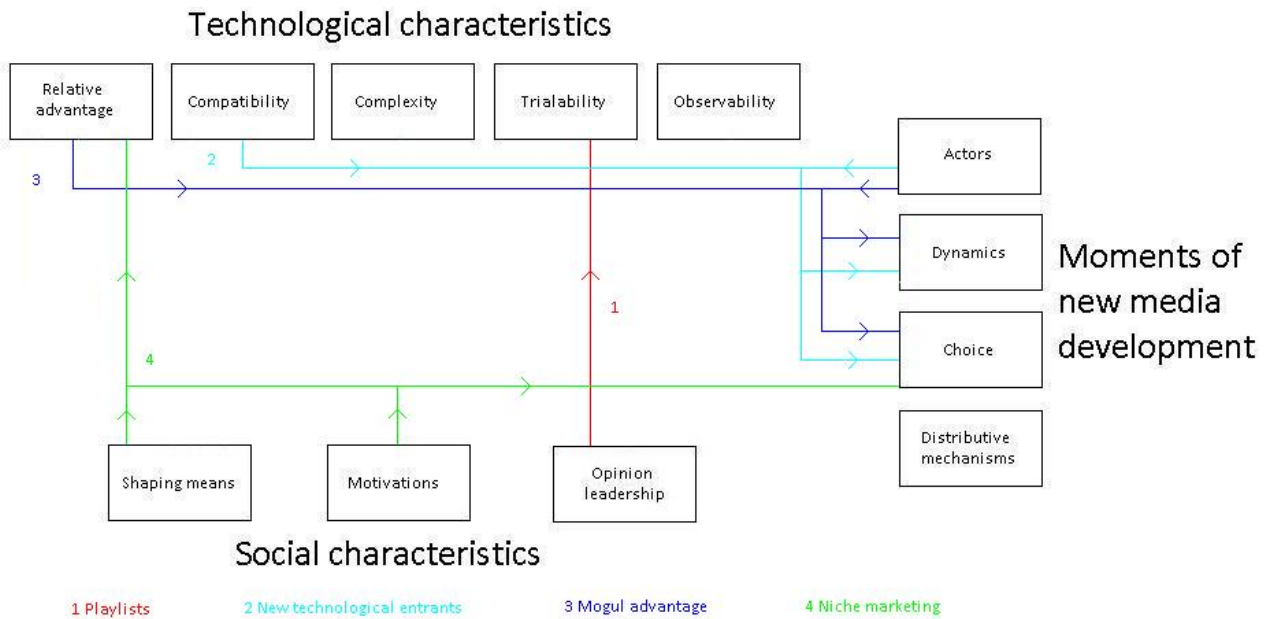 Technological characteristics
Relative
advantage
Compatibility
Complexity
Trialability
Observability
Actors
2
3
Dynamics
Moments of
new media
development
1
Choice
4
Distributive
mechanisms
Shaping means
Motivations
Opinion
leadership
Social characteristics
1 Playlists
2 New technological entrants
3 Mogul advantage
4 Niche marketing